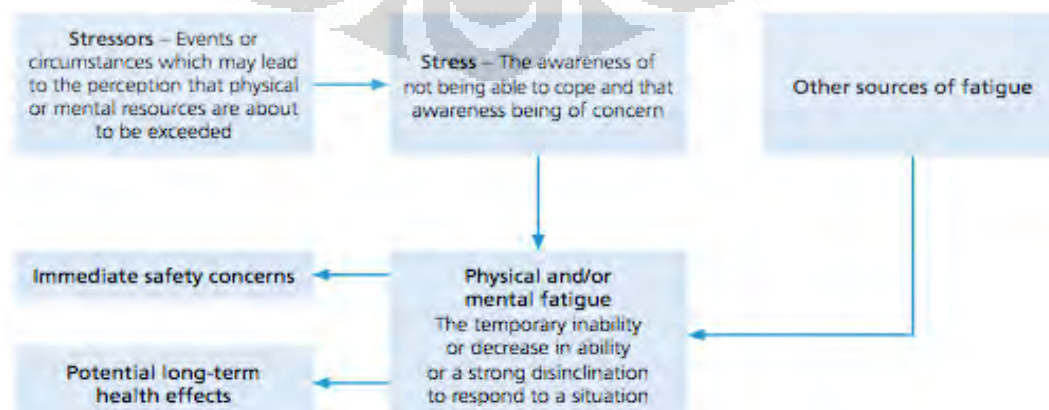 Stressors – Events or
circumstances which may lead
to the perception that physical
or mental resources are about
to be exceeded
Stress – The awareness of
not being able to cope and that
awareness being of concern
Other sources of fatigue
Immediate safety concerns
Physical and/or
mental fatigue
The temporary inability
or decrease in ability
or a strong disinclination
to respond to a situation
Potential long-term
health effects